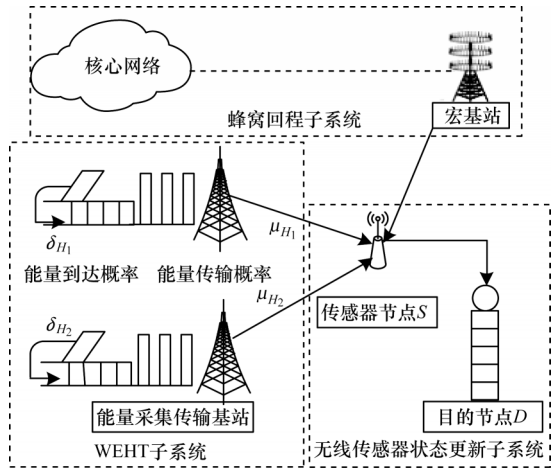 核心网络
蜂窝回程子系统
宏基站
δH₁
μH₁
能量到达概率
能量传输概率
μH₂
δH₂
传感器节点S
能量采集传输基站
目的节点D
WEHT子系统
无线传感器状态更新子系统